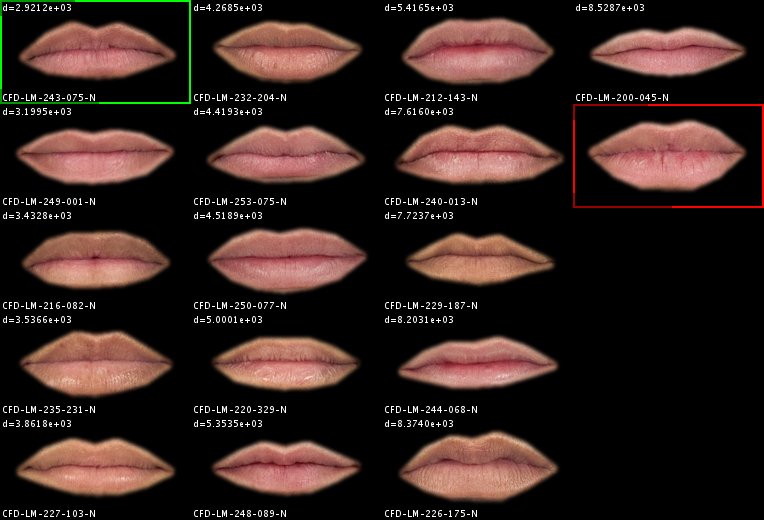 d=2.9212e+03
CFD-LM-243-075-N
d=3.1995e+03
CFD-LM-249-001-N
d=3.4328e+03
CFD-LM-216-082-N
d=3.5366e+03
CFD-LM-235-231-N
d=3.8618e+03
CFD-LM-227-103-N
d=4.2685e+03
CFD-LM-232-204-N
d=4.4193e+03
CFD-LM-253-075-N
d=4.5189e+03
CFD-LM-250-077-N
d=5.0001e+03
CFD-LM-220-329-N
d=5.3535e+03
CFD-LM-248-089-N
d=5.4165e+03
CFD-LM-212-143-N
d=7.6160e+03
CFD-LM-240-013-N
d=7.7237e+03
CFD-LM-229-187-N
d=8.2031e+03
CFD-LM-244-068-N
d=8.3740e+03
CFD-LM-226-175-N
d=8.5287e+03
CFD-LM-200-045-N